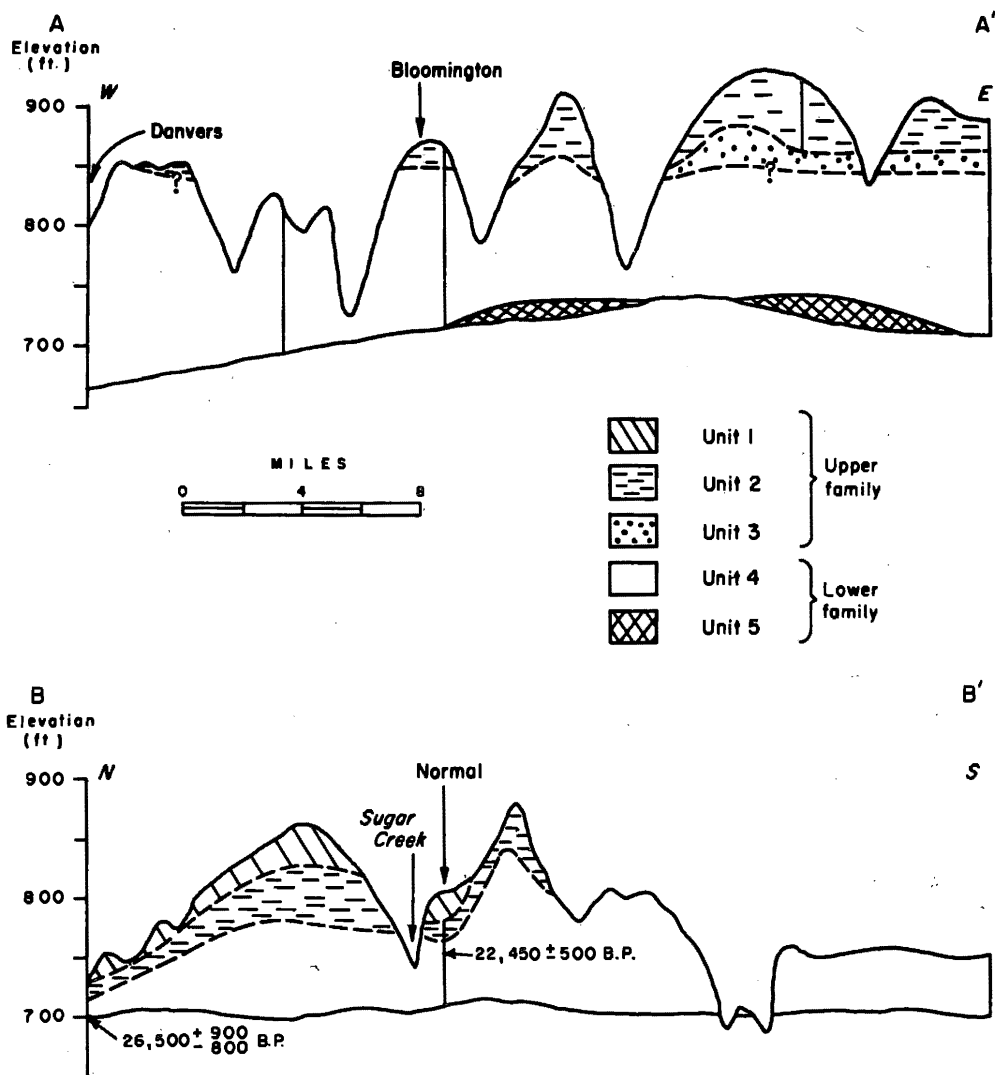 A
A'
Elevation
(ft.)
W
E
Bloomington
Danvers
900
800
700
?
?
MILES
0 4 8
Unit 1
Unit 2
Unit 3
Upper
family
Unit 4
Unit 5
Lower
family
B
B'
Elevation
(ft)
N
S
Normal
Sugar
Creek
900
800
700
22,450 ± 500 B.P.
26,500 + 900
- 800 B.P.